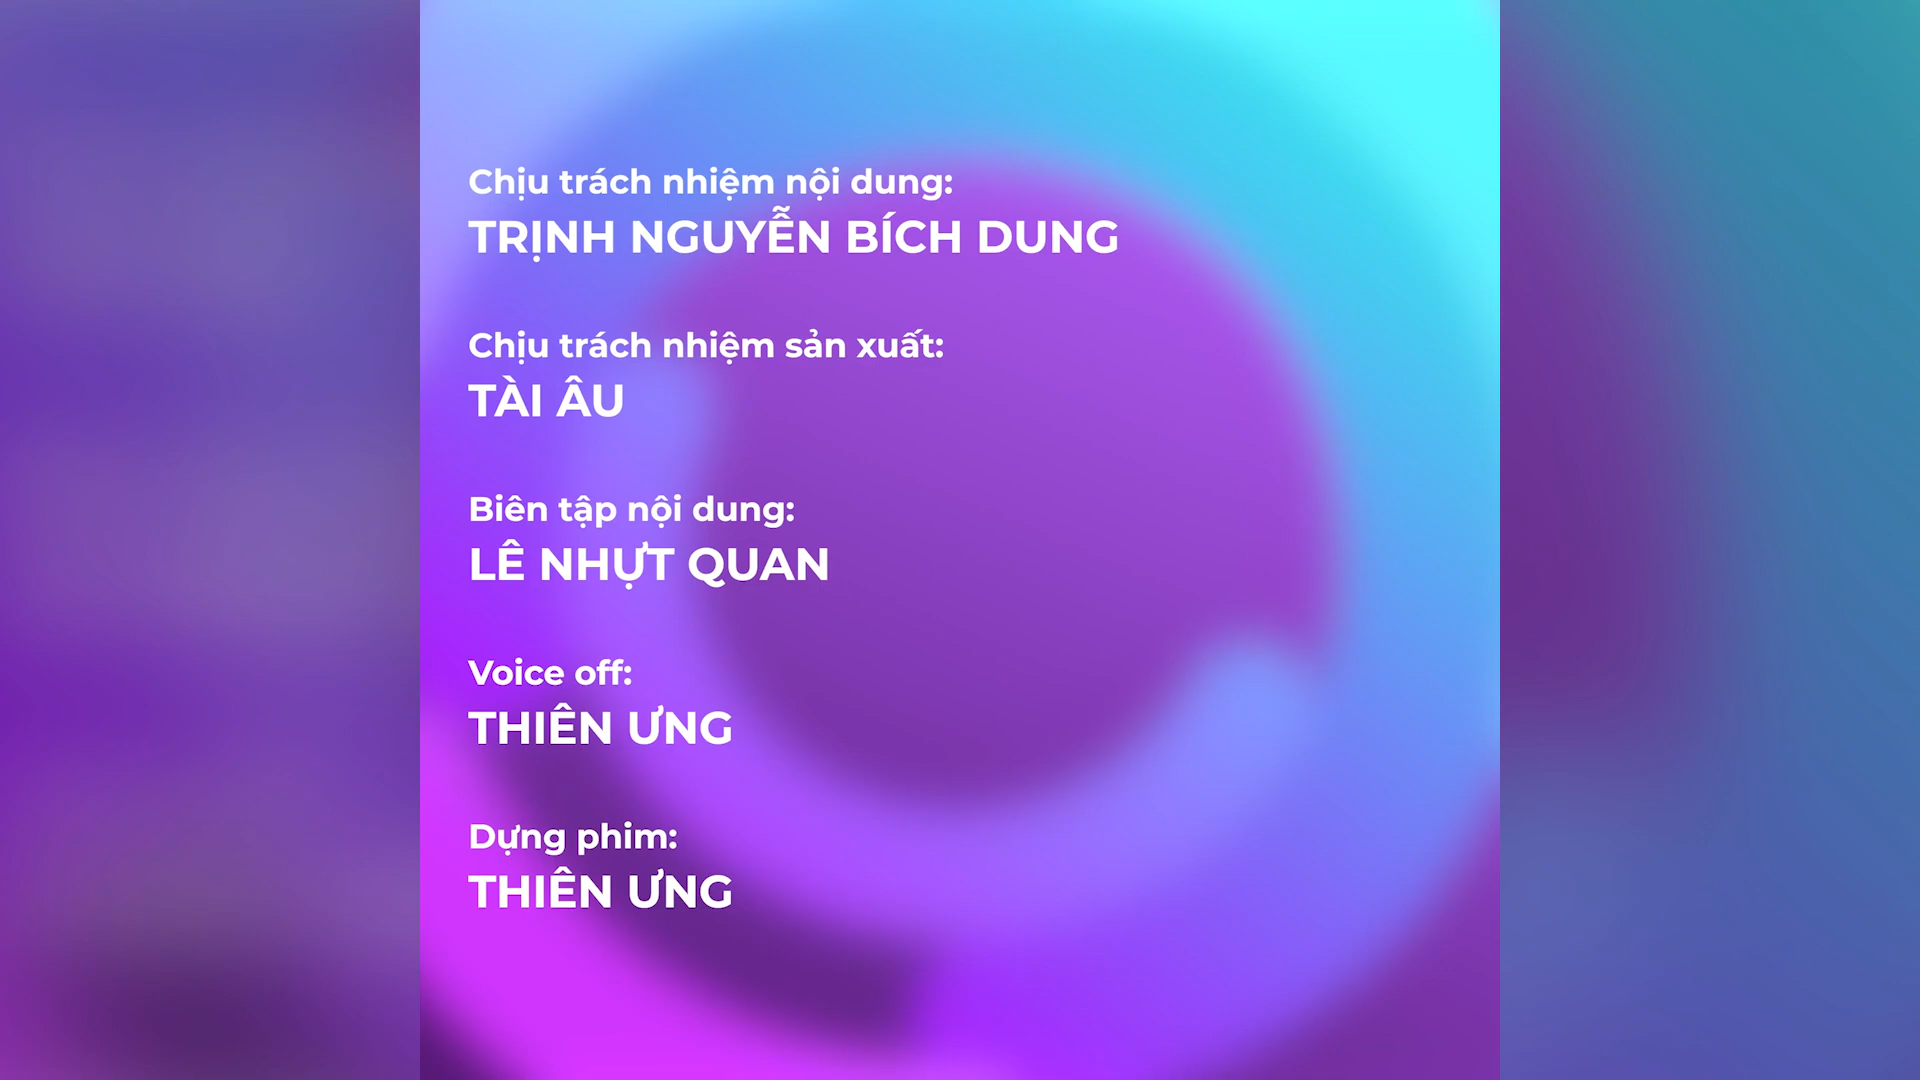 Chịu trách nhiệm nội dung:
TRỊNH NGUYỄN BÍCH DUNG
Chịu trách nhiệm sản xuất:
TÀI ÂU
Biên tập nội dung:
LÊ NHỰT QUAN
Voice off:
THIÊN ƯNG
Dựng phim:
THIÊN ƯNG